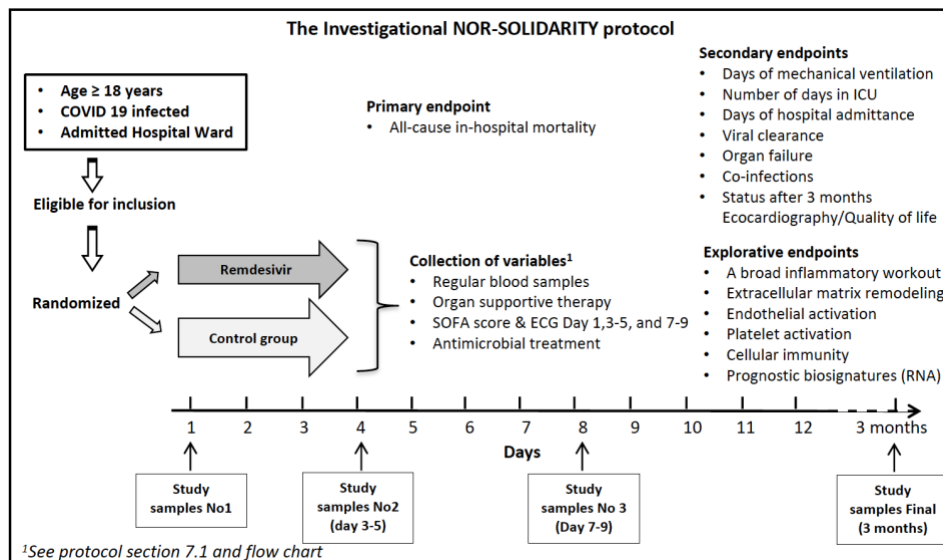 The Investigational NOR-SOLIDARITY protocol
• Age ≥ 18 years
• COVID 19 infected
• Admitted Hospital Ward
Eligible for inclusion
Randomized
Remdesivir
Control group
Primary endpoint
• All-cause in-hospital mortality
Collection of variables¹
• Regular blood samples
• Organ supportive therapy
• SOFA score & ECG Day 1,3-5, and 7-9
• Antimicrobial treatment
Secondary endpoints
• Days of mechanical ventilation
• Number of days in ICU
• Days of hospital admittance
• Viral clearance
• Organ failure
• Co-infections
• Status after 3 months
Ecocardiography/Quality of life
Explorative endpoints
• A broad inflammatory workout
• Extracellular matrix remodeling
• Endothelial activation
• Platelet activation
• Cellular immunity
• Prognostic biosignatures (RNA)
1 2 3 4 5 6 7 8 9 10 11 12 3 months
Days
Study
samples No1
Study
samples No2
(day 3-5)
Study
samples No 3
(Day 7-9)
Study
samples Final
(3 months)
¹See protocol section 7.1 and flow chart